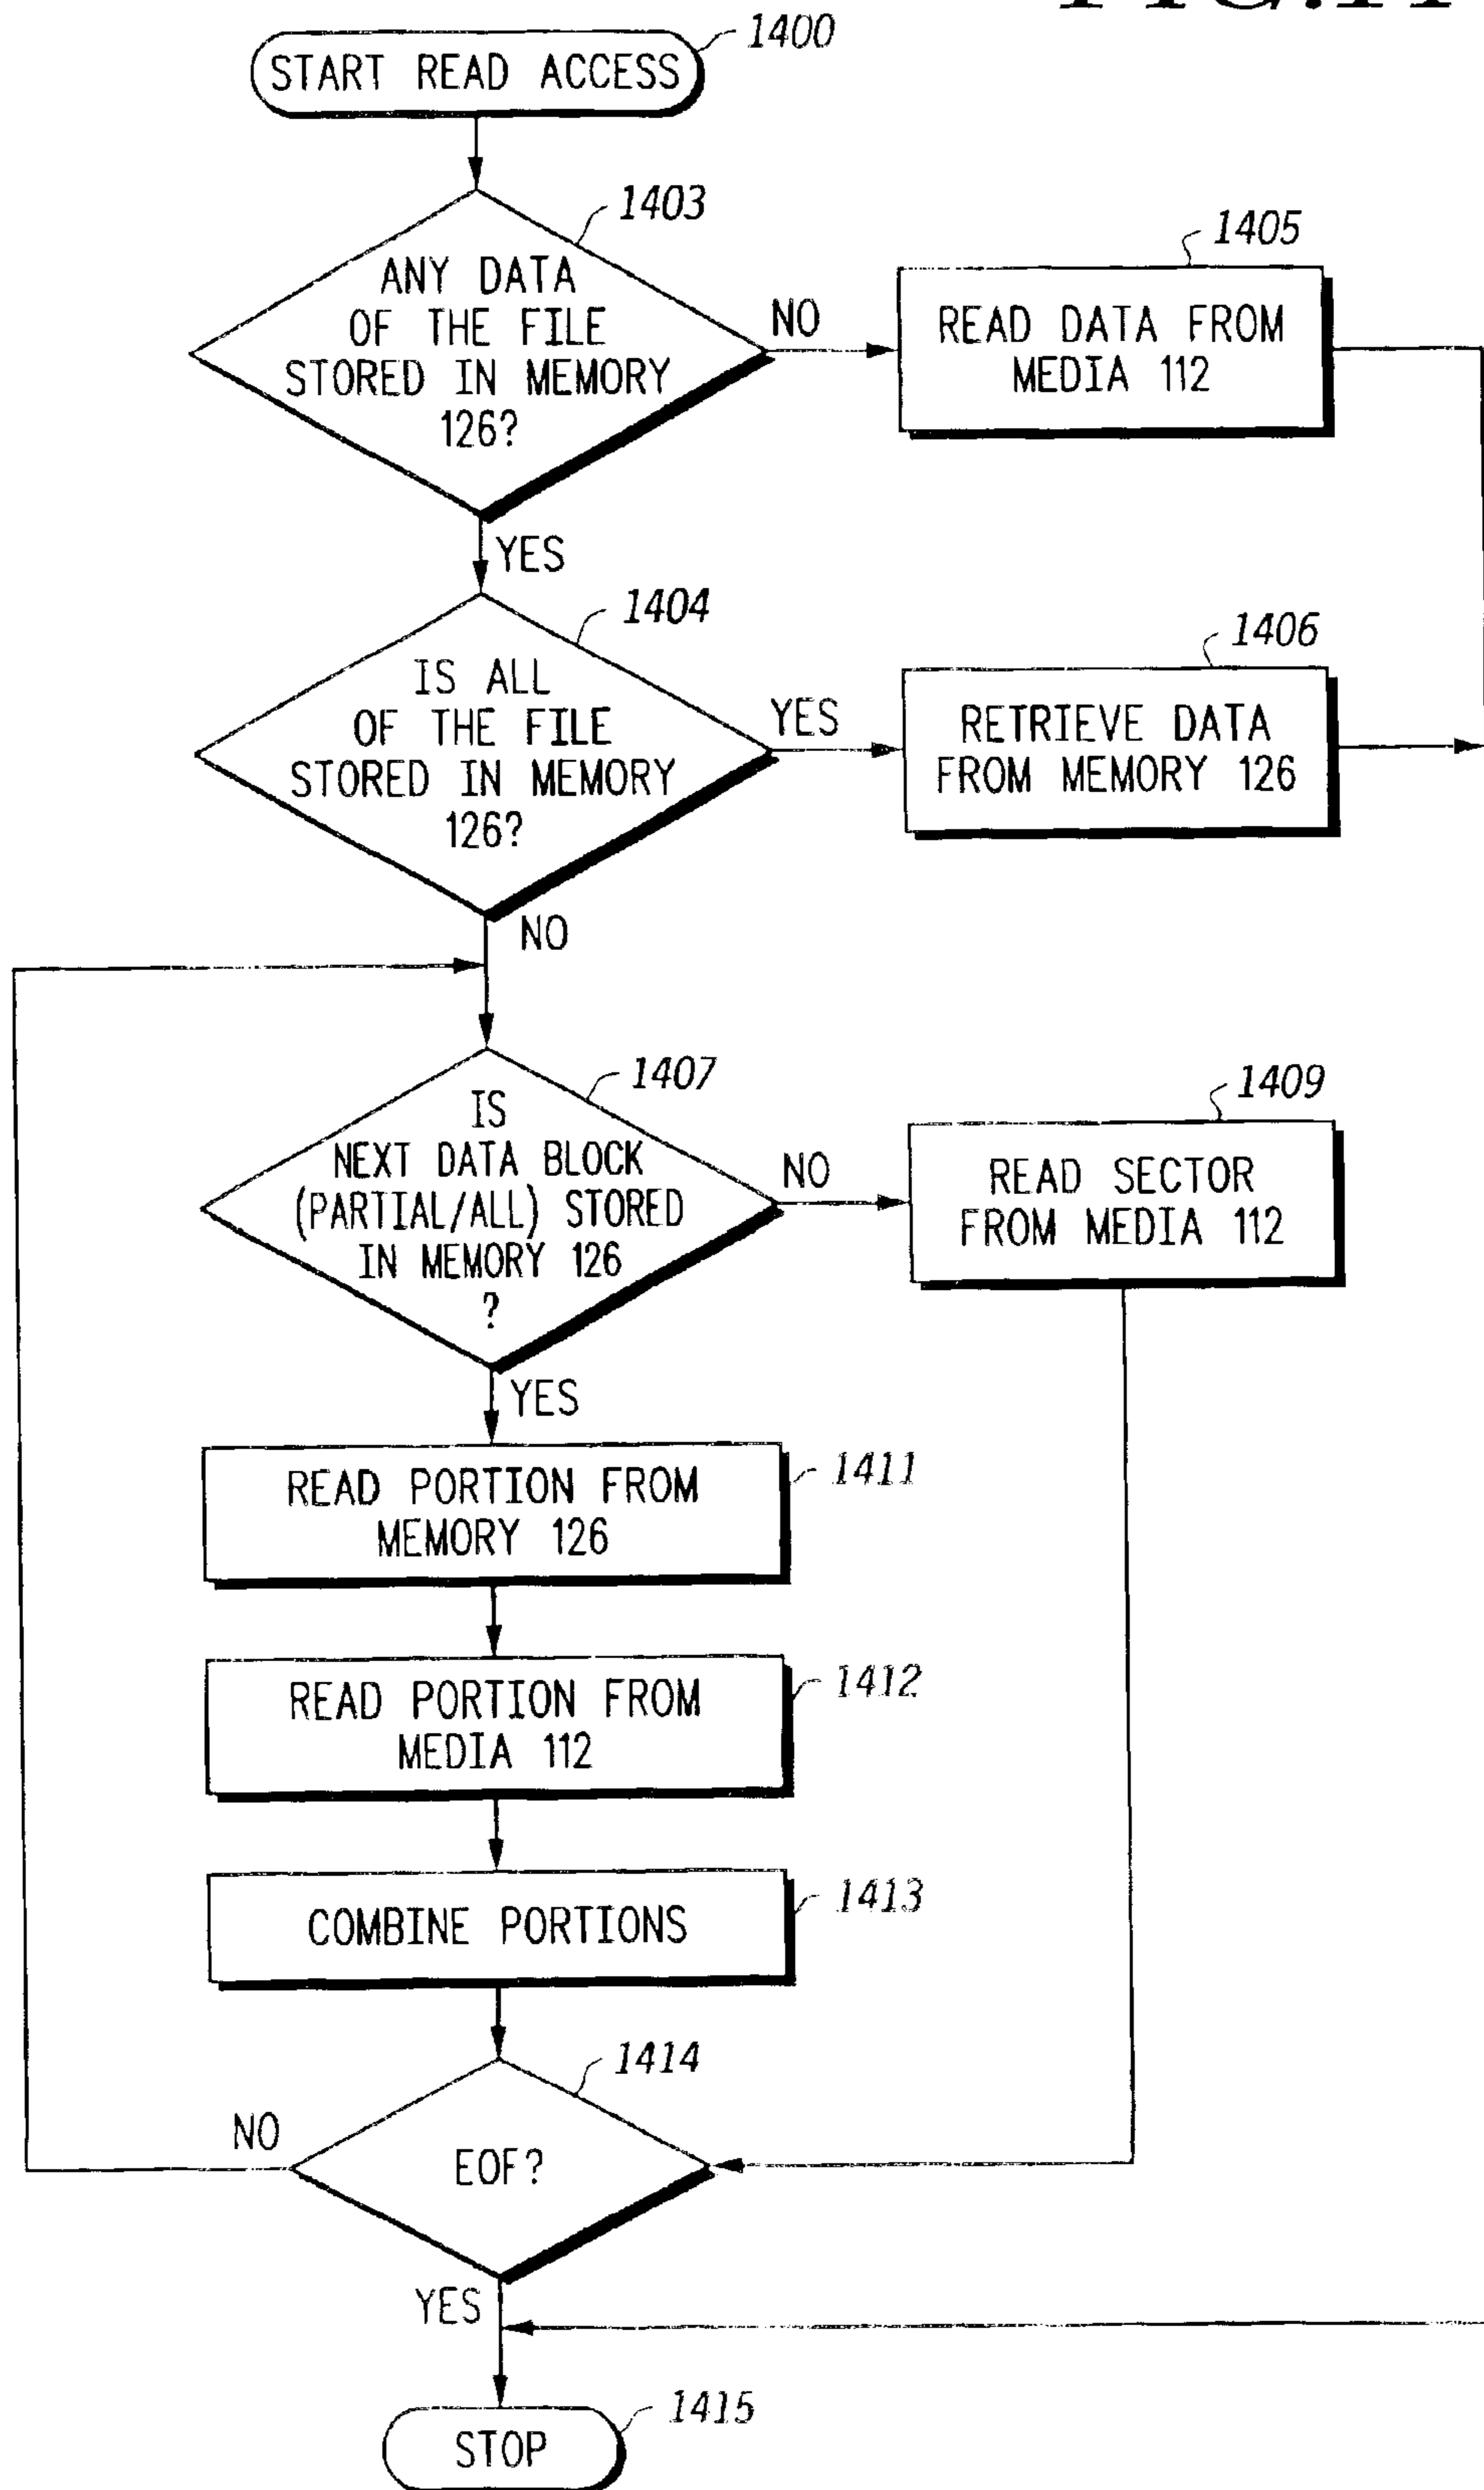 1400
START READ ACCESS
1403
ANY DATA
OF THE FILE
STORED IN MEMORY
126?
NO
1405
READ DATA FROM
MEDIA 112
YES
1404
IS ALL
OF THE FILE
STORED IN MEMORY
126?
YES
1406
RETRIEVE DATA
FROM MEMORY 126
NO
1407
IS
NEXT DATA BLOCK
(PARTIAL/ALL) STORED
IN MEMORY 126
?
NO
1409
READ SECTOR
FROM MEDIA 112
YES
1411
READ PORTION FROM
MEMORY 126
1412
READ PORTION FROM
MEDIA 112
1413
COMBINE PORTIONS
1414
EOF?
NO
YES
1415
STOP